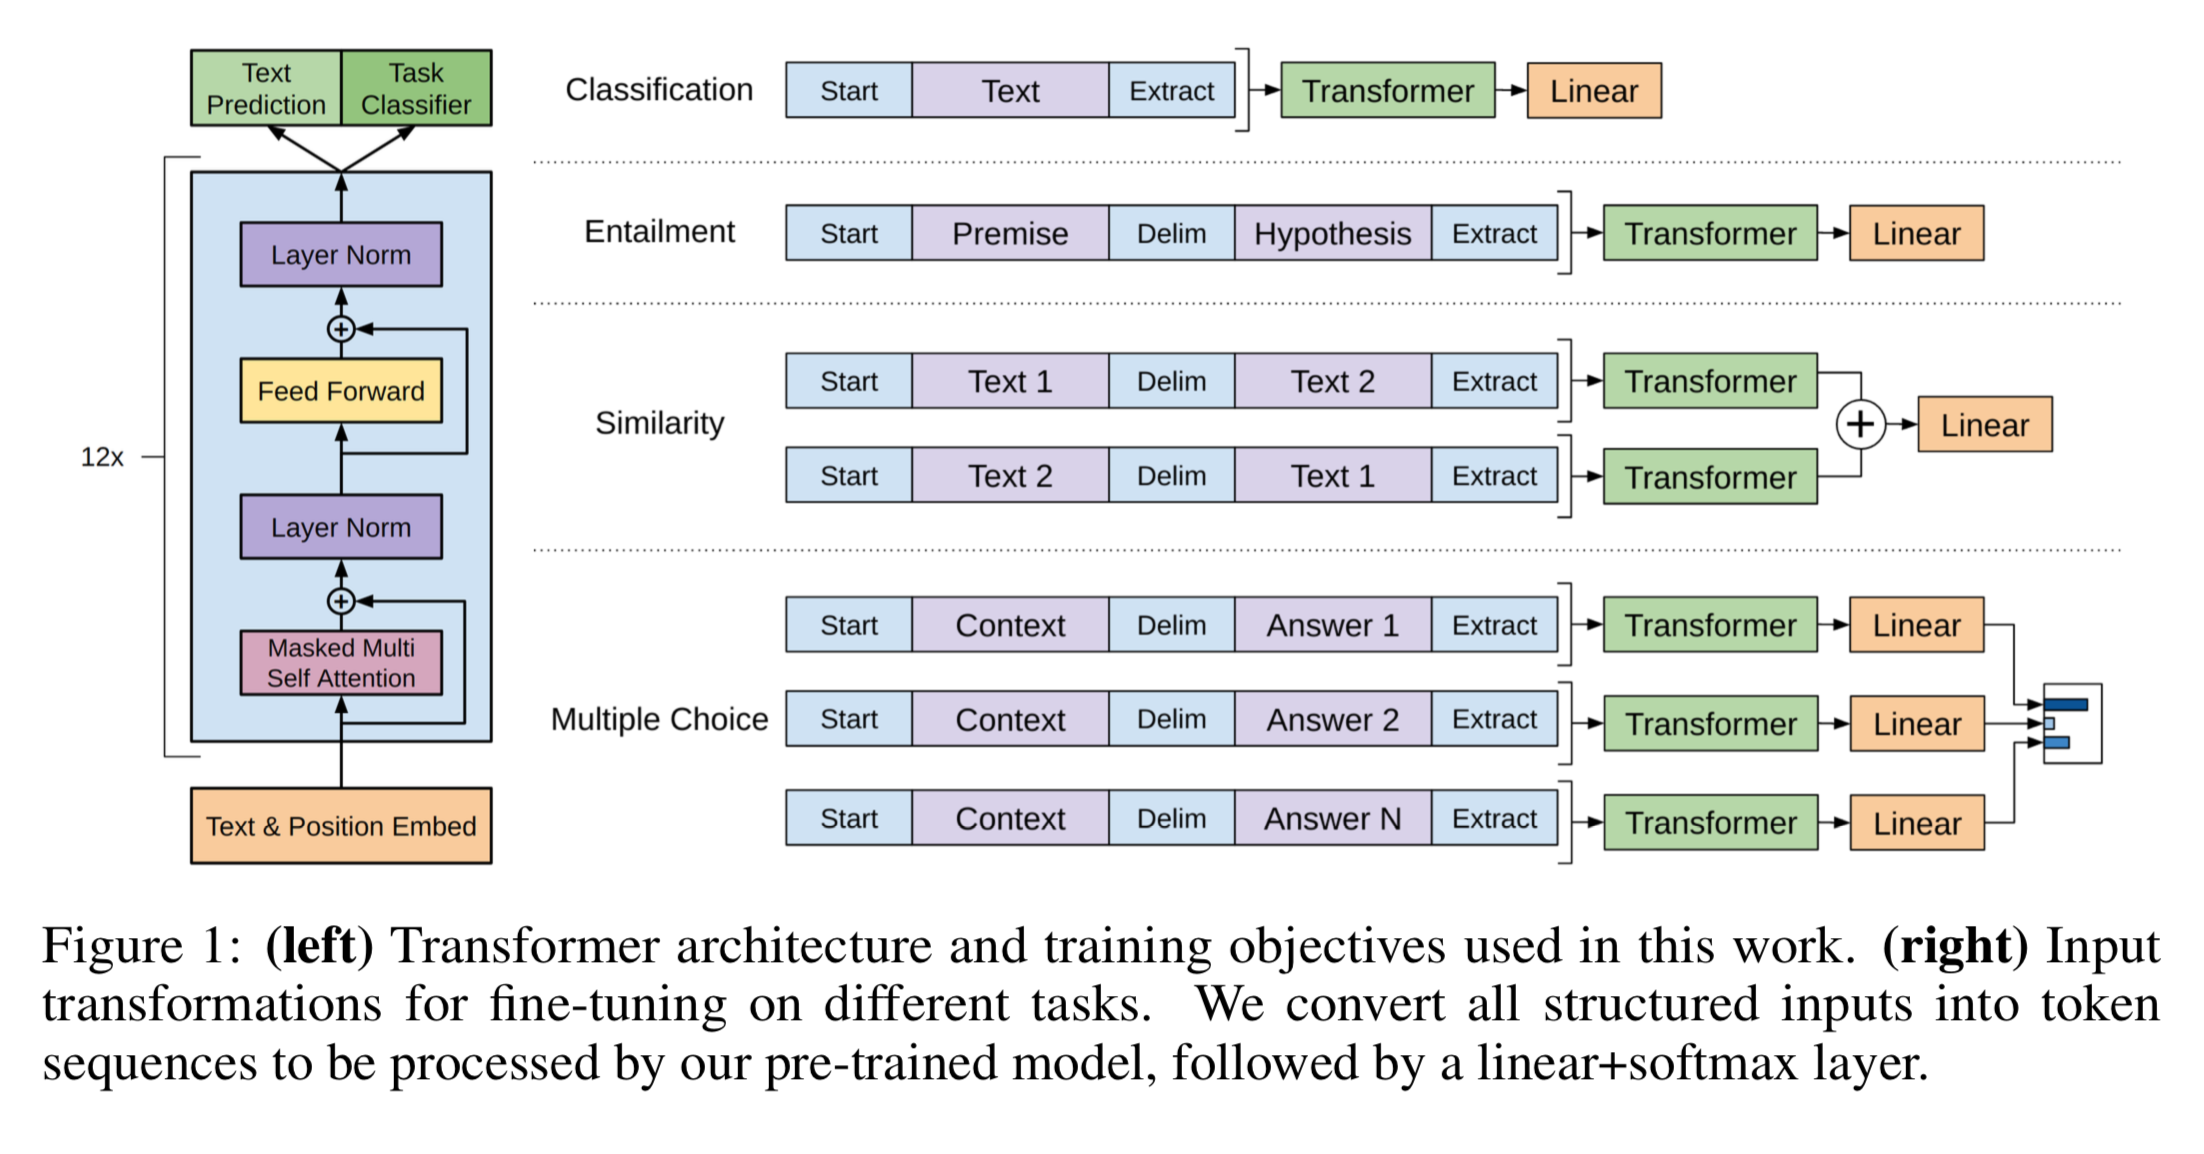 Text
Prediction
Task
Classifier
12x
Layer Norm
+
Feed Forward
Layer Norm
+
Masked Multi
Self Attention
Text & Position Embed
Classification
Start Text Extract Transformer Linear
Entailment
Start Premise Delim Hypothesis Extract Transformer Linear
Similarity
Start Text 1 Delim Text 2 Extract Transformer
+ Linear
Start Text 2 Delim Text 1 Extract Transformer
Multiple Choice
Start Context Delim Answer 1 Extract Transformer Linear
Start Context Delim Answer 2 Extract Transformer Linear
Start Context Delim Answer N Extract Transformer Linear
Figure 1: (left) Transformer architecture and training objectives used in this work. (right) Input
transformations for fine-tuning on different tasks. We convert all structured inputs into token
sequences to be processed by our pre-trained model, followed by a linear+softmax layer.